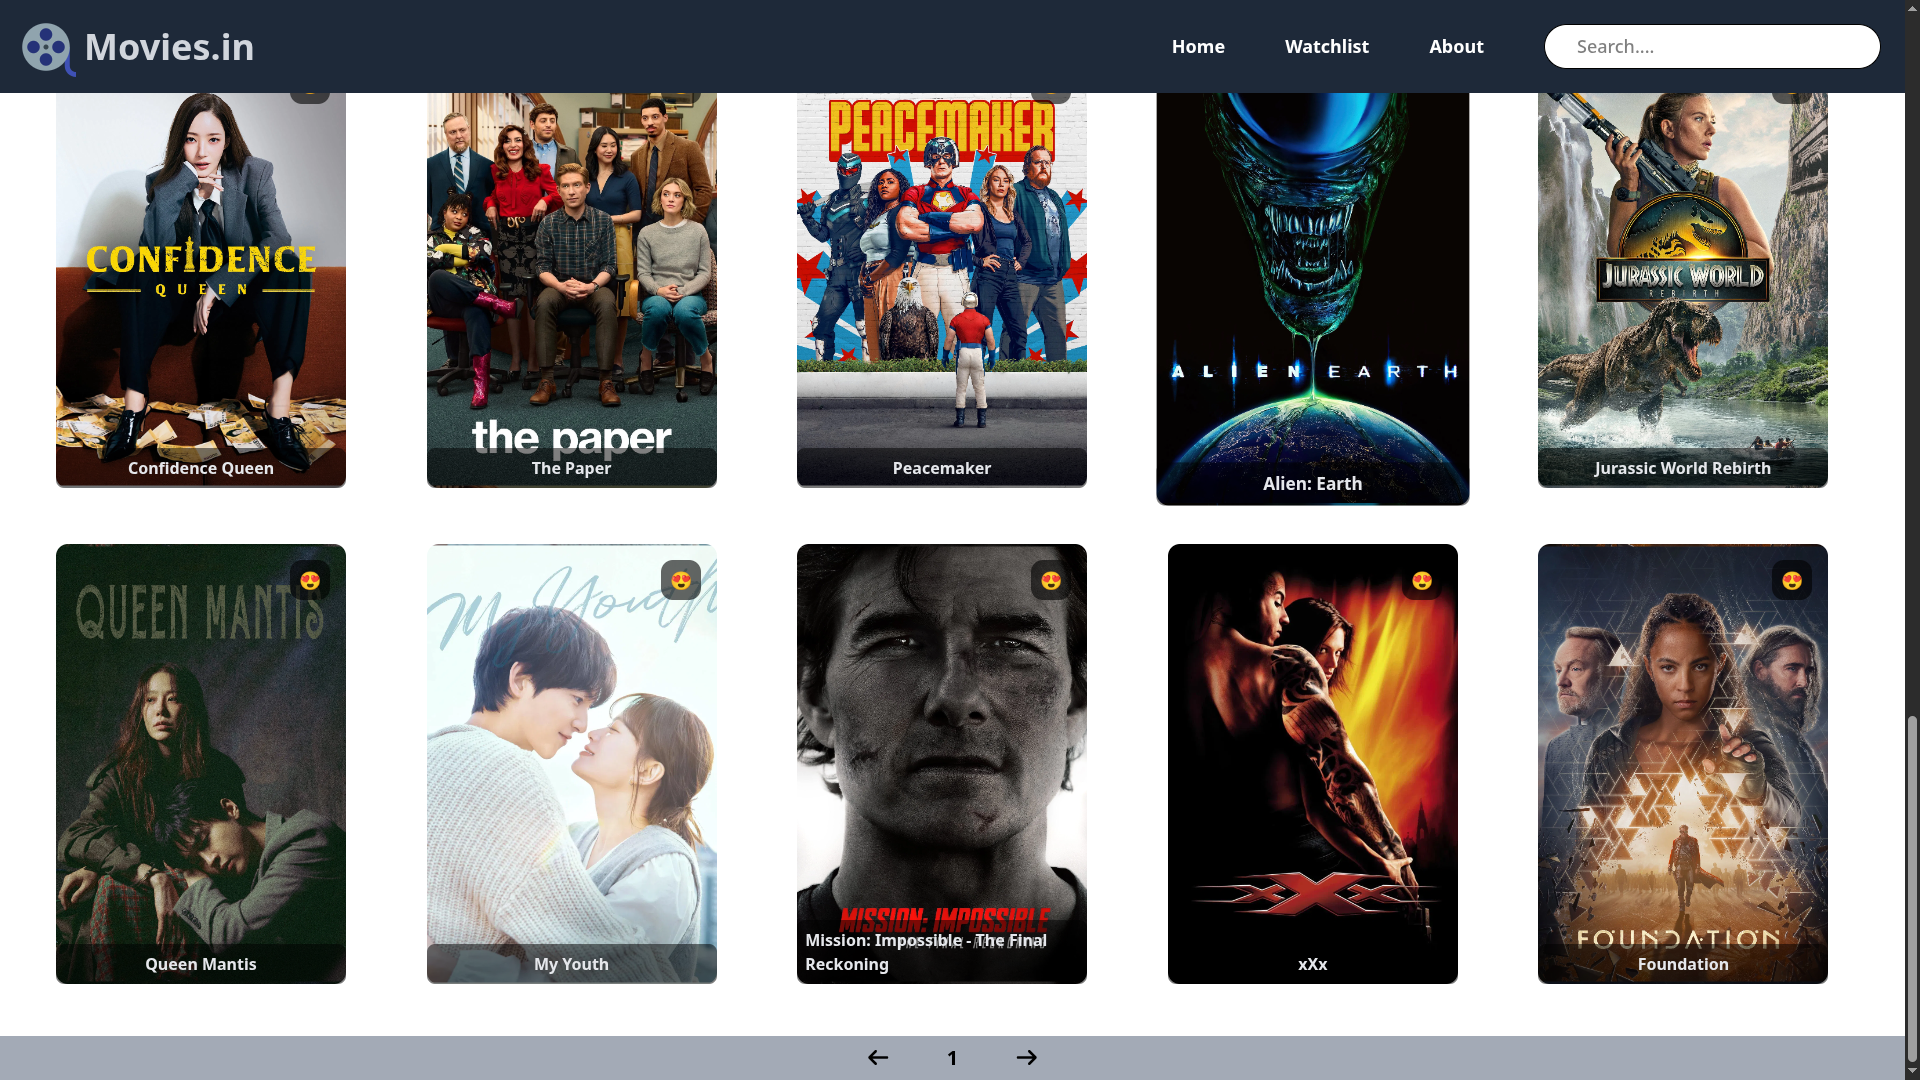 Movies.in
Home
Watchlist
About
Search....
CONFIDENCE
QUEEN
Confidence Queen
the paper
The Paper
PEACEMAKER
Peacemaker
ALIEN EARTH
Alien: Earth
JURASSIC WORLD
REBIRTH
Jurassic World Rebirth
QUEEN MANTIS
Queen Mantis
My Youth
My Youth
MISSION: IMPOSSIBLE
Mission: Impossible - The Final
Reckoning
xXx
xXx
FOUNDATION
Foundation
1